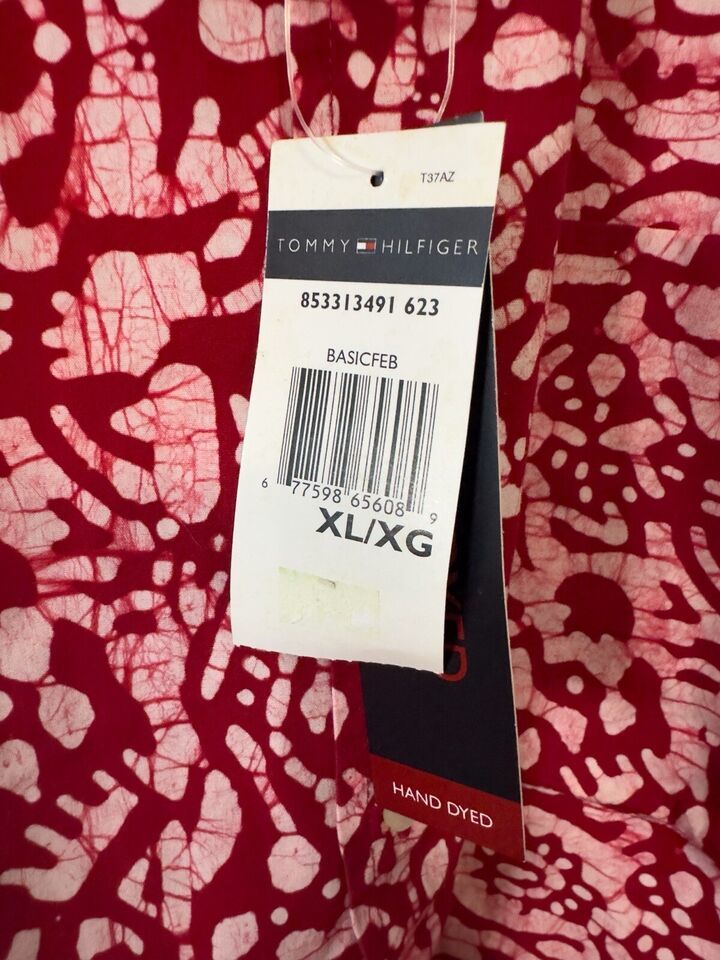 T37AZ
TOMMY HILFIGER
853313491 623
BASICFEB
6 77598 65608 9
XL/XG
HAND DYED